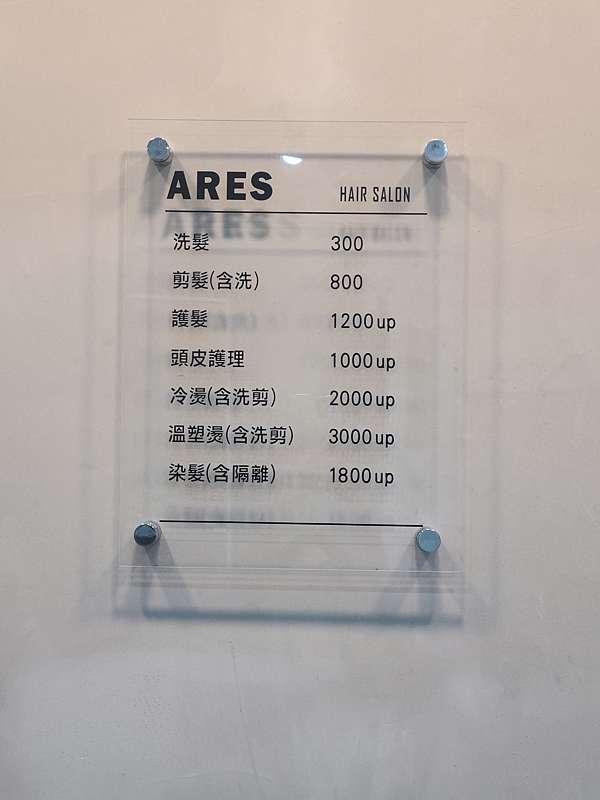 ARES HAIR SALON
洗髮 300
剪髮(含洗) 800
護髮 1200up
頭皮護理 1000up
冷燙(含洗剪) 2000up
溫塑燙(含洗剪) 3000up
染髮(含隔離) 1800up